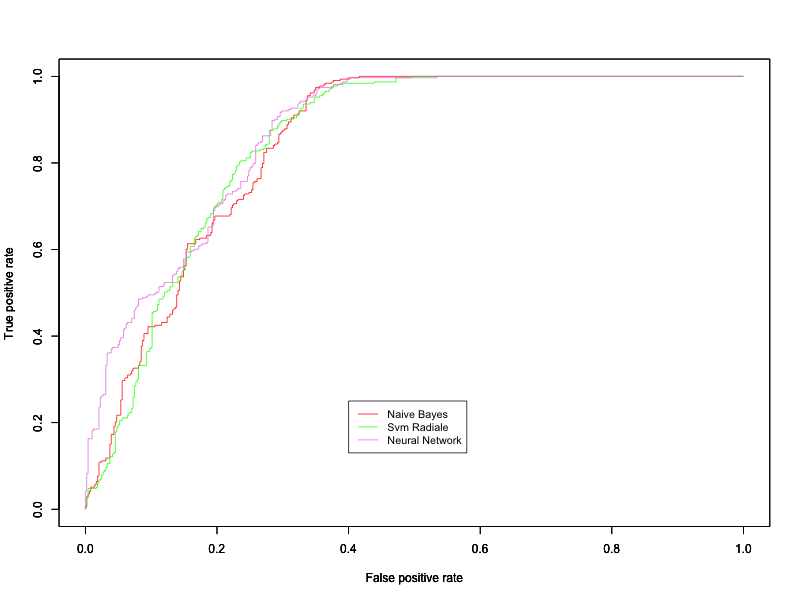 True positive rate
1.0
0.8
0.6
0.4
0.2
0.0
Naive Bayes
Svm Radiale
Neural Network
0.0 0.2 0.4 0.6 0.8 1.0
False positive rate